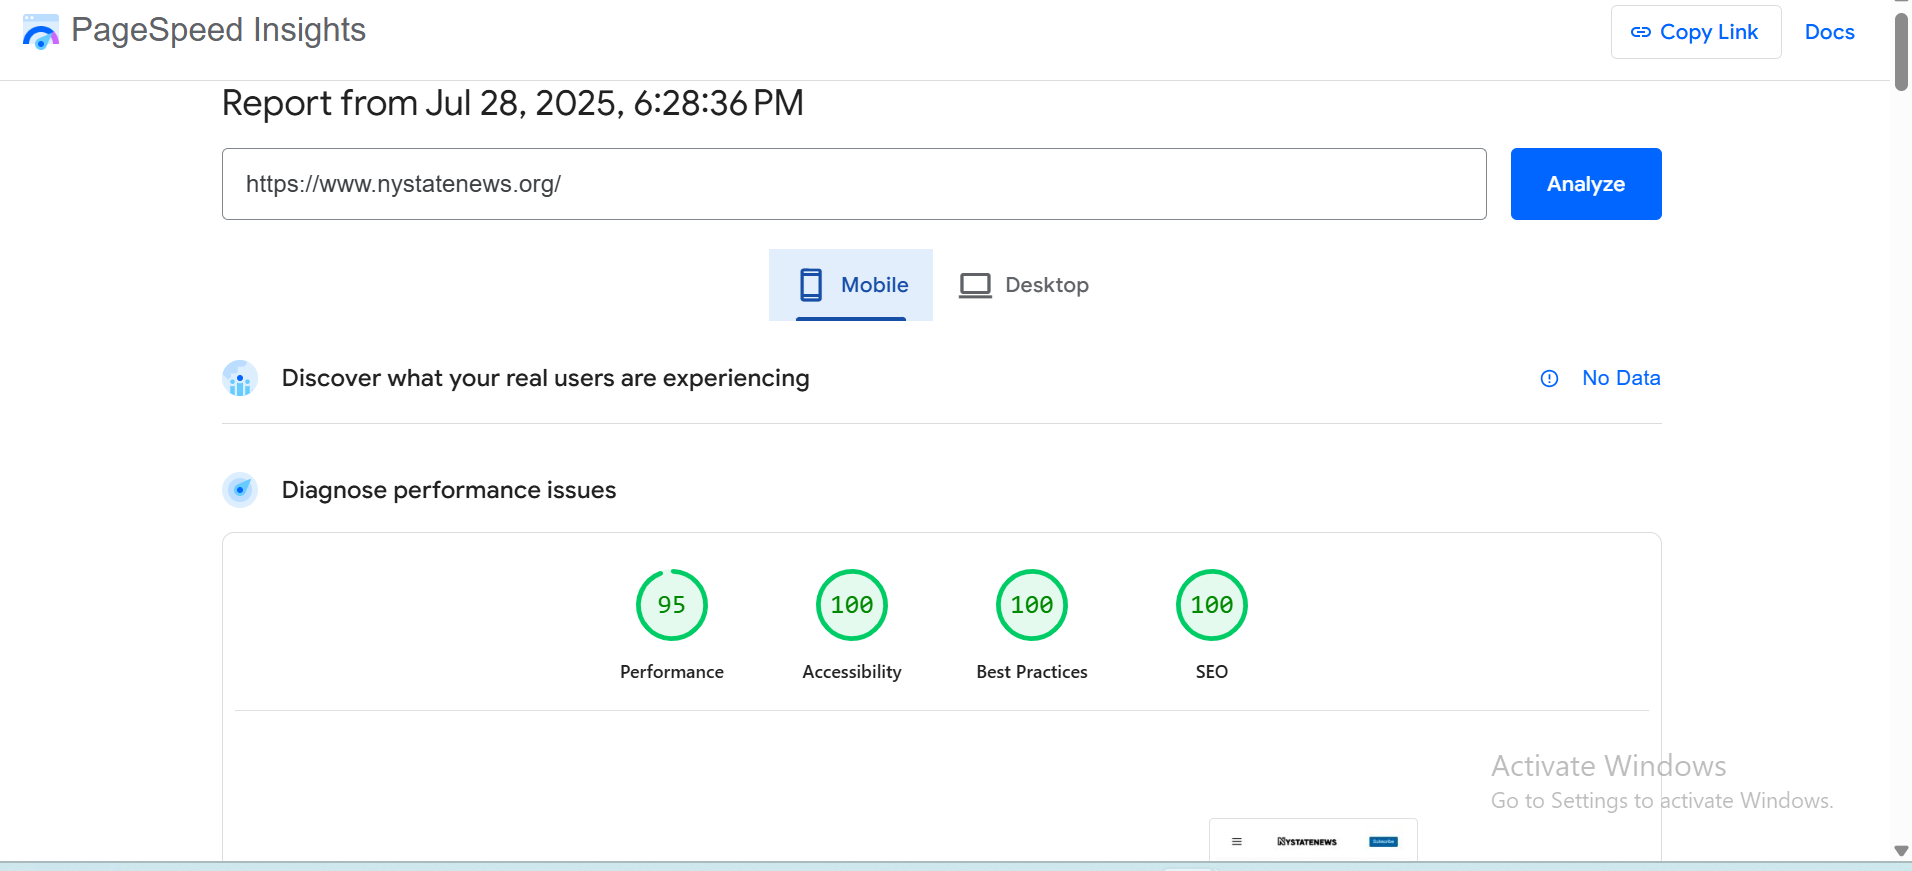 PageSpeed Insights
Copy Link
Docs
Report from Jul 28, 2025, 6:28:36 PM
https://www.nystatenews.org/
Analyze
Mobile
Desktop
Discover what your real users are experiencing
No Data
Diagnose performance issues
95
100
100
100
Performance
Accessibility
Best Practices
SEO
Activate Windows
Go to Settings to activate Windows.
NYSTATENEWS
Subscribe